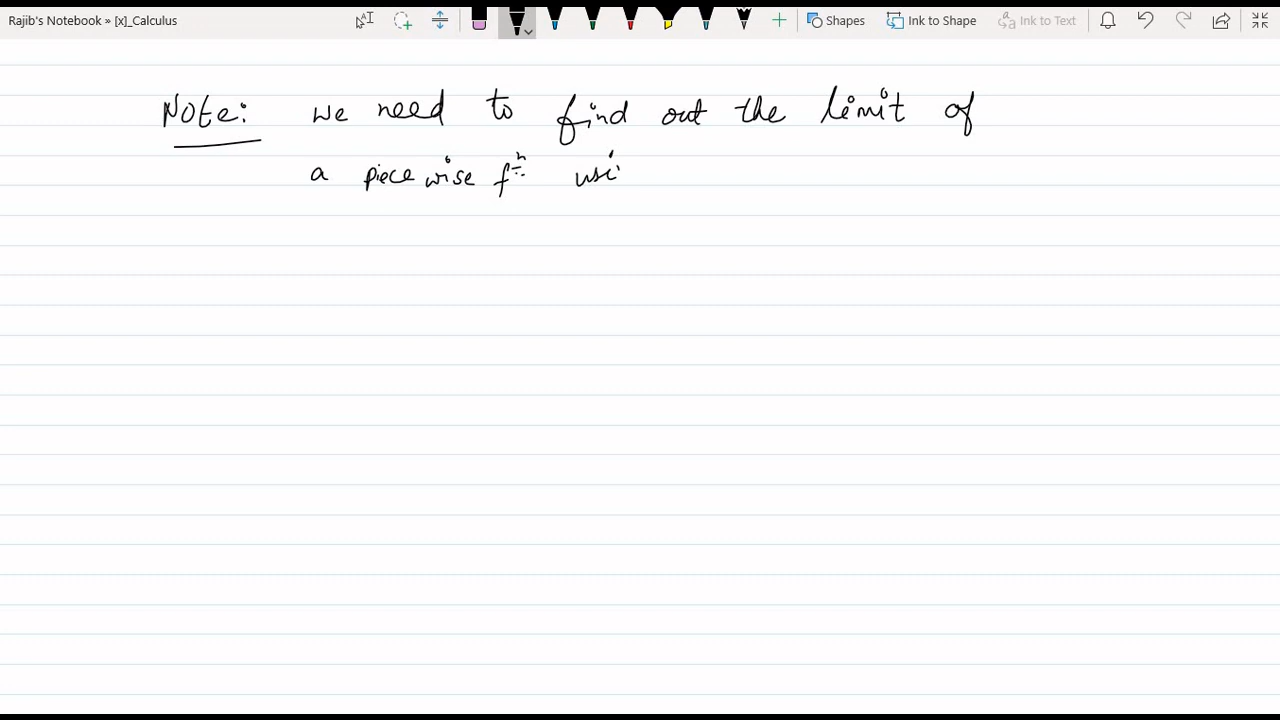 Rajib's Notebook » [x]_Calculus
Shapes
Ink to Shape
Ink to Text
Note: we need to find out the limit of
a piecewise fⁿ usi